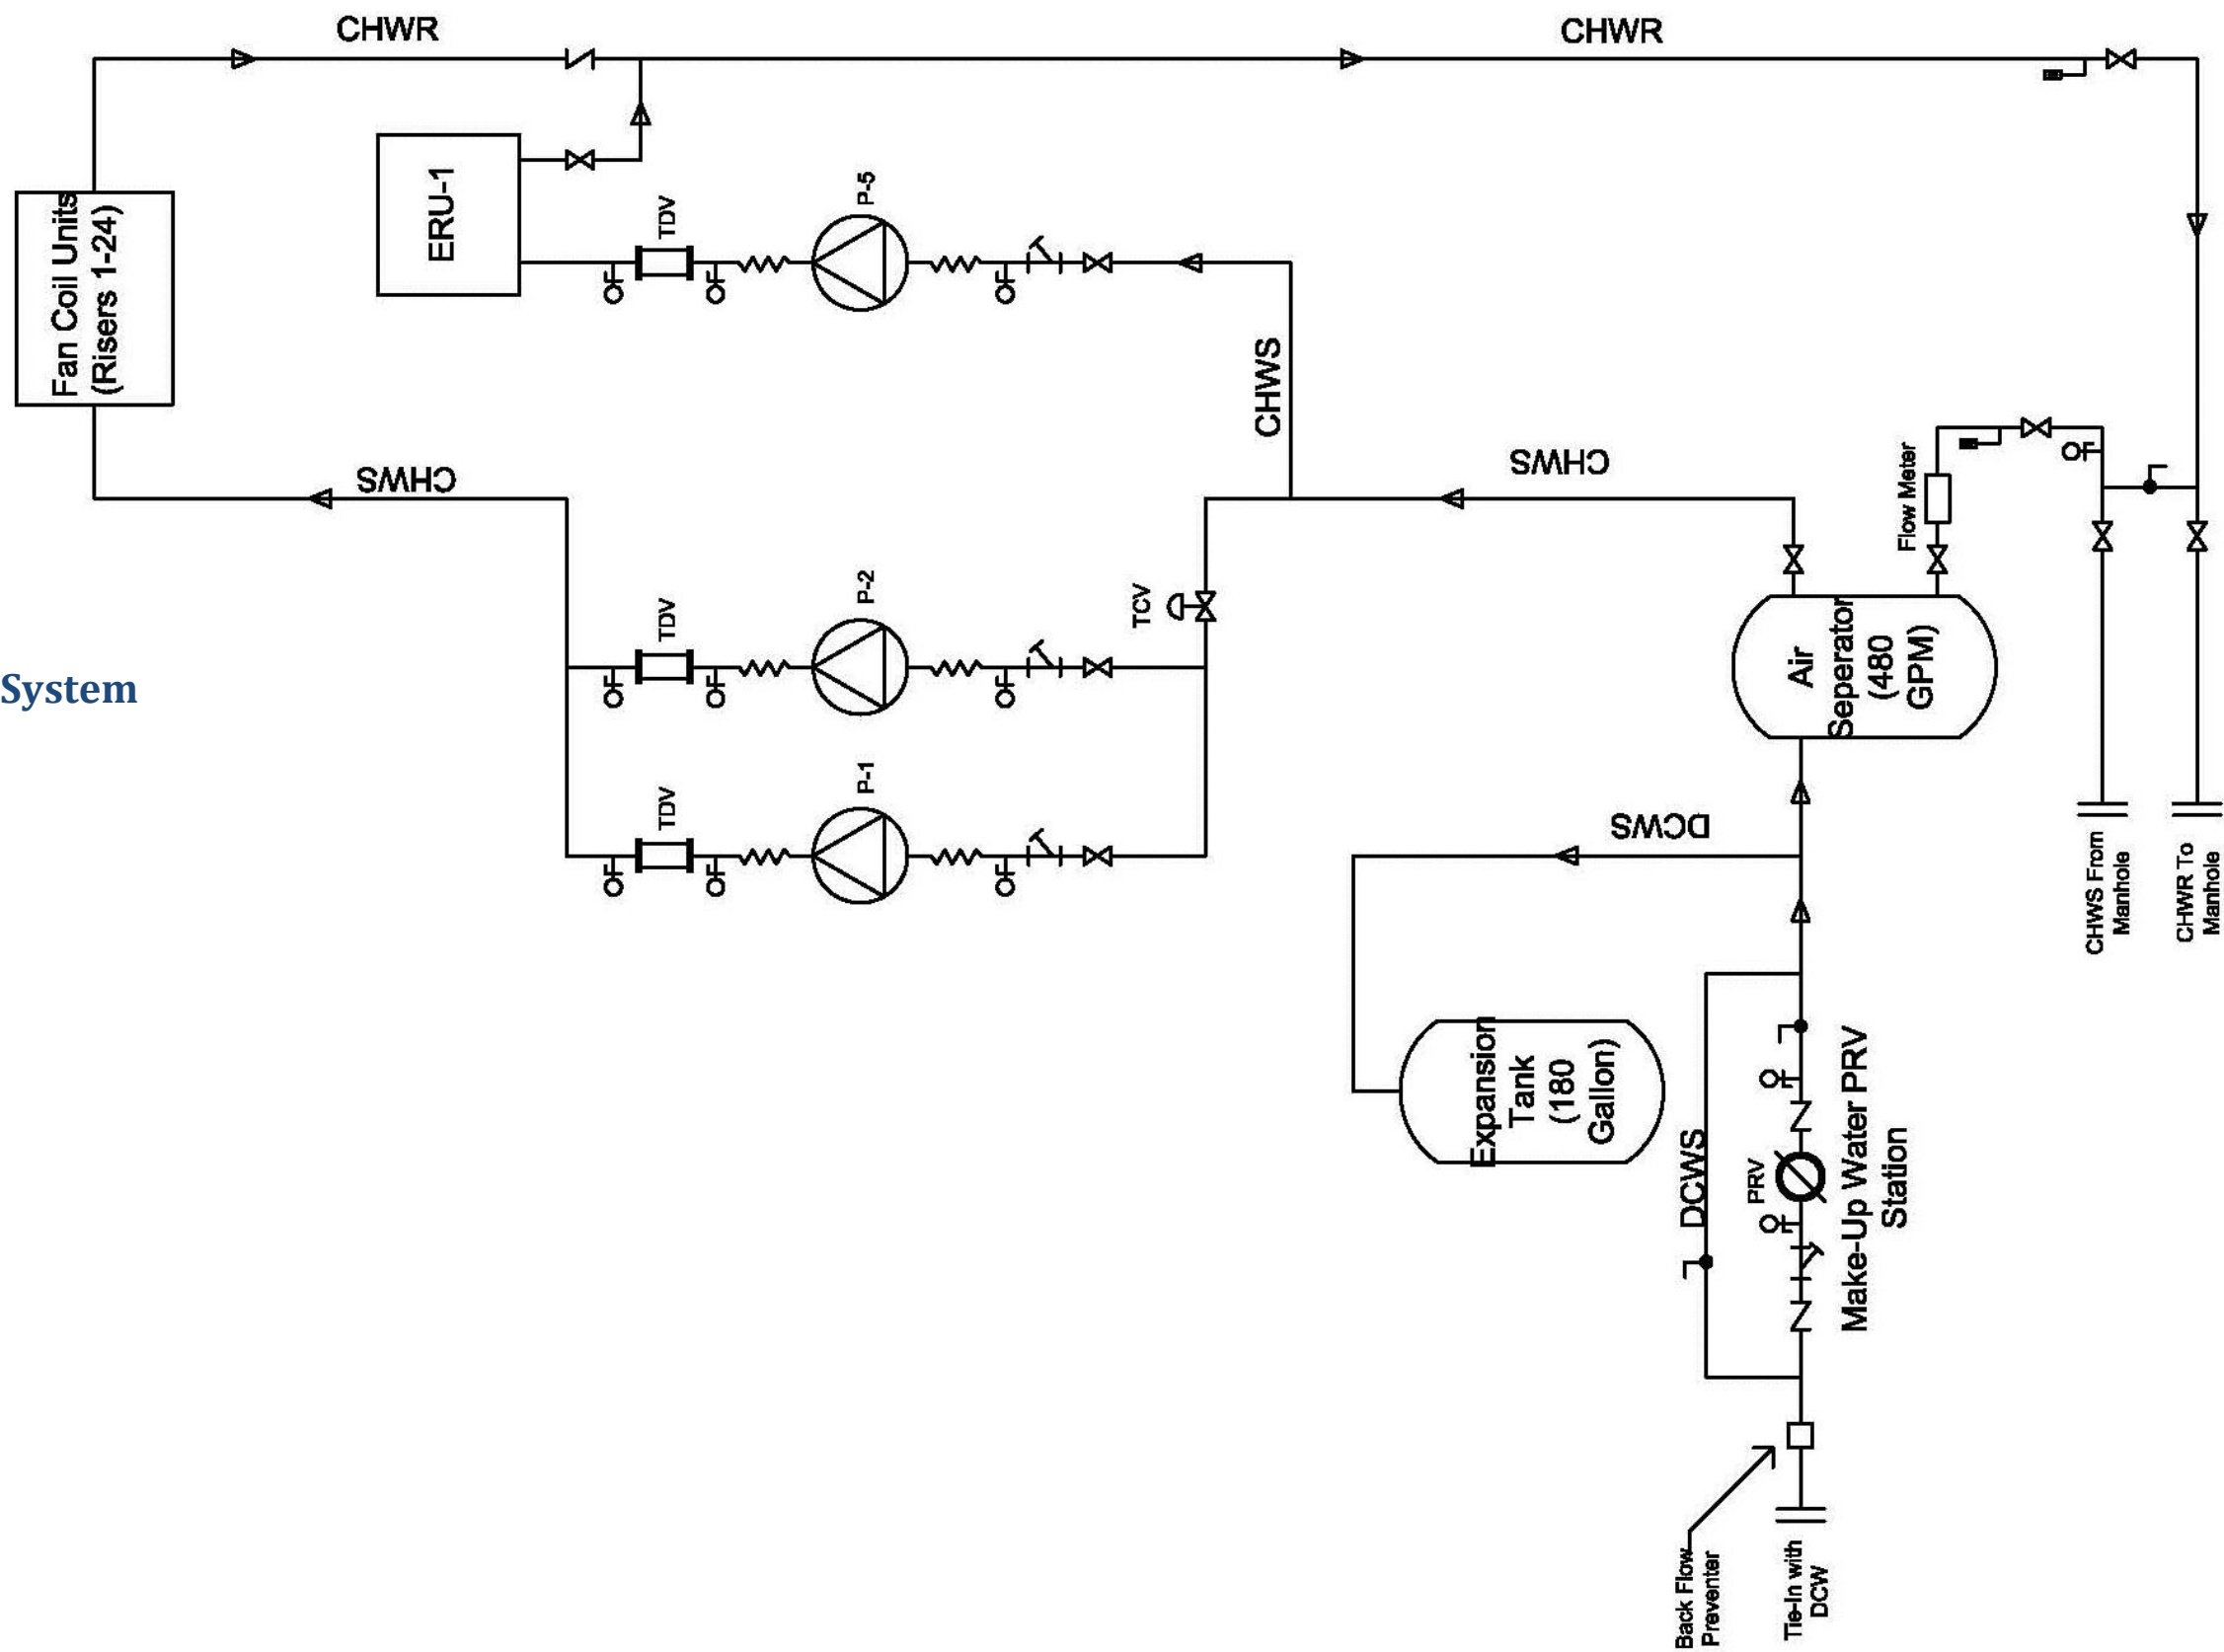 CHWR
CHWR
Fan Coil Units
(Risers 1-24)
ERU-1
TDV
P-5
CHWS
CHWS
CHWS
Flow Meter
TDV
P-2
TCV
Air
Seperator
(480
GPM)
System
TDV
P-1
DCWS
CHWS From
Manhole
CHWR To
Manhole
Expansion
Tank
(180
Gallon)
DCWS
PRV
Make-Up Water PRV
Station
Back Flow
Preventer
Tie-In with
DCW